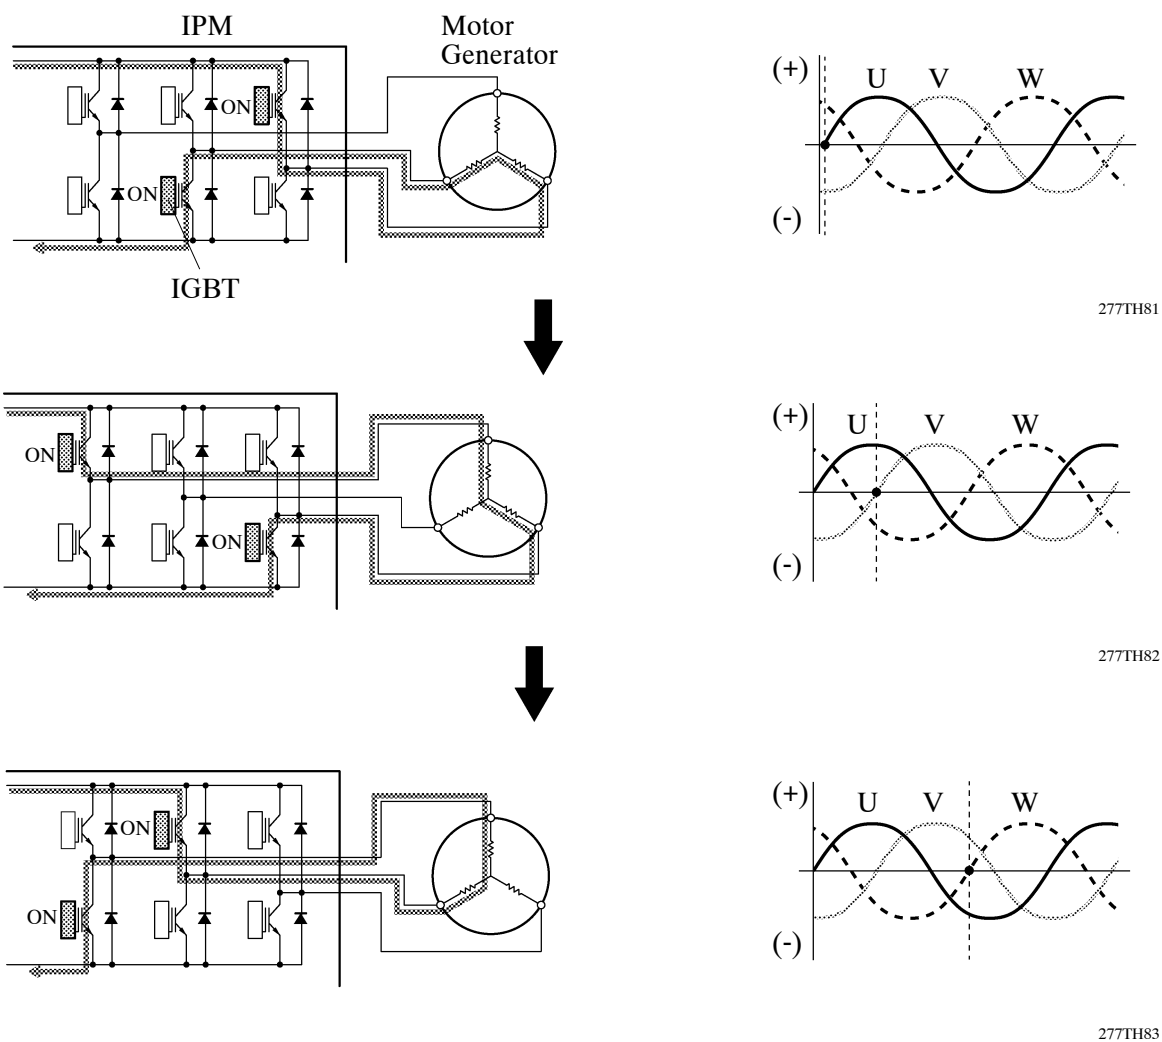 IPM
Motor
Generator
ON
ON
IGBT
(+)
U V W
(-)
277TH81
ON
ON
(+)
U V W
(-)
277TH82
ON
ON
(+)
U V W
(-)
277TH83